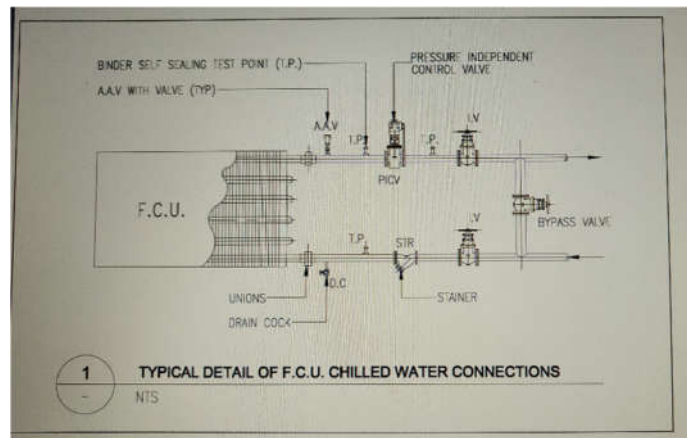 PRESSURE INDEPENDENT
CONTROL VALVE
BINDER SELF SEALING TEST POINT (T.P.)
A.A.V WITH VALVE (TYP)
A.A.V
T.P.
T.P.
I.V
PICV
F.C.U.
BYPASS VALVE
T.P.
STR
I.V
D.C
UNIONS
STAINER
DRAIN COCK
1
TYPICAL DETAIL OF F.C.U. CHILLED WATER CONNECTIONS
-
NTS